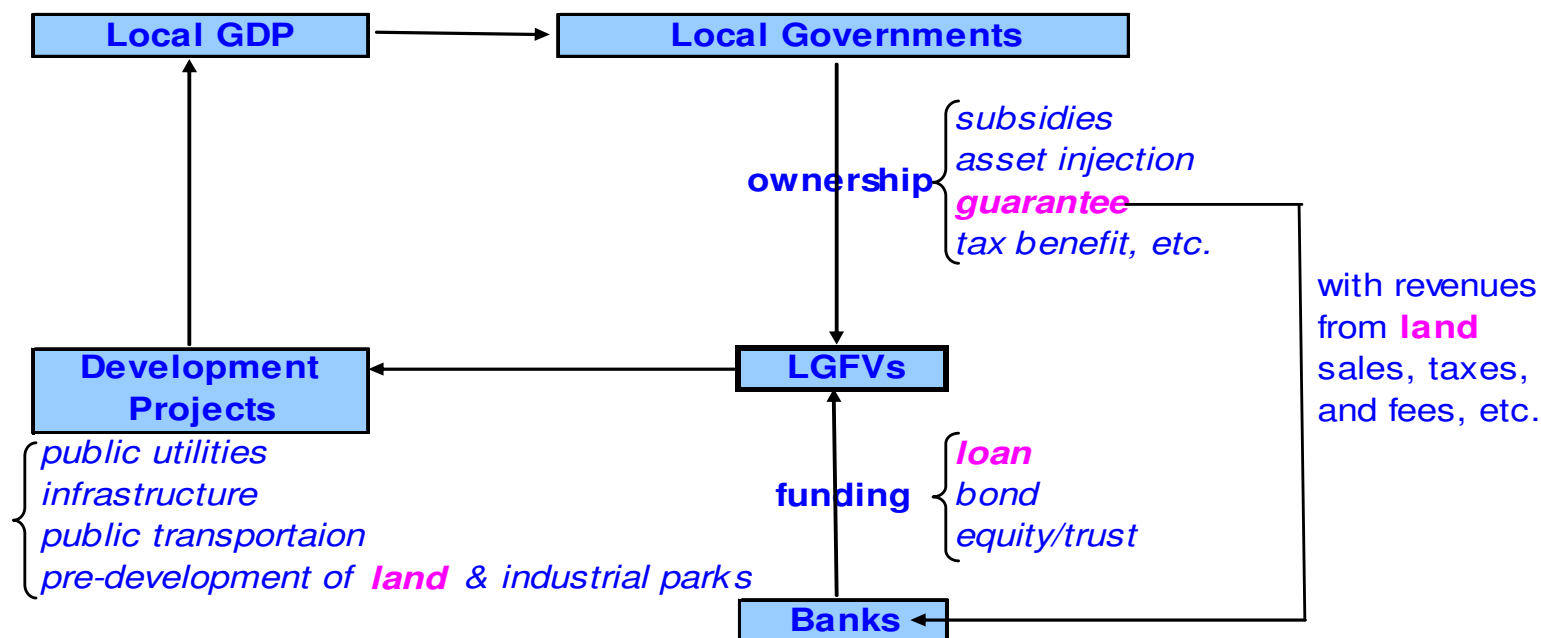 Local GDP
Local Governments
subsidies
asset injection
ownership
guarantee
tax benefit, etc.
with revenues
from land
sales, taxes,
and fees, etc.
Development
Projects
LGFVs
public utilities
infrastructure
public transportaion
pre-development of land & industrial parks
loan
funding
bond
equity/trust
Banks